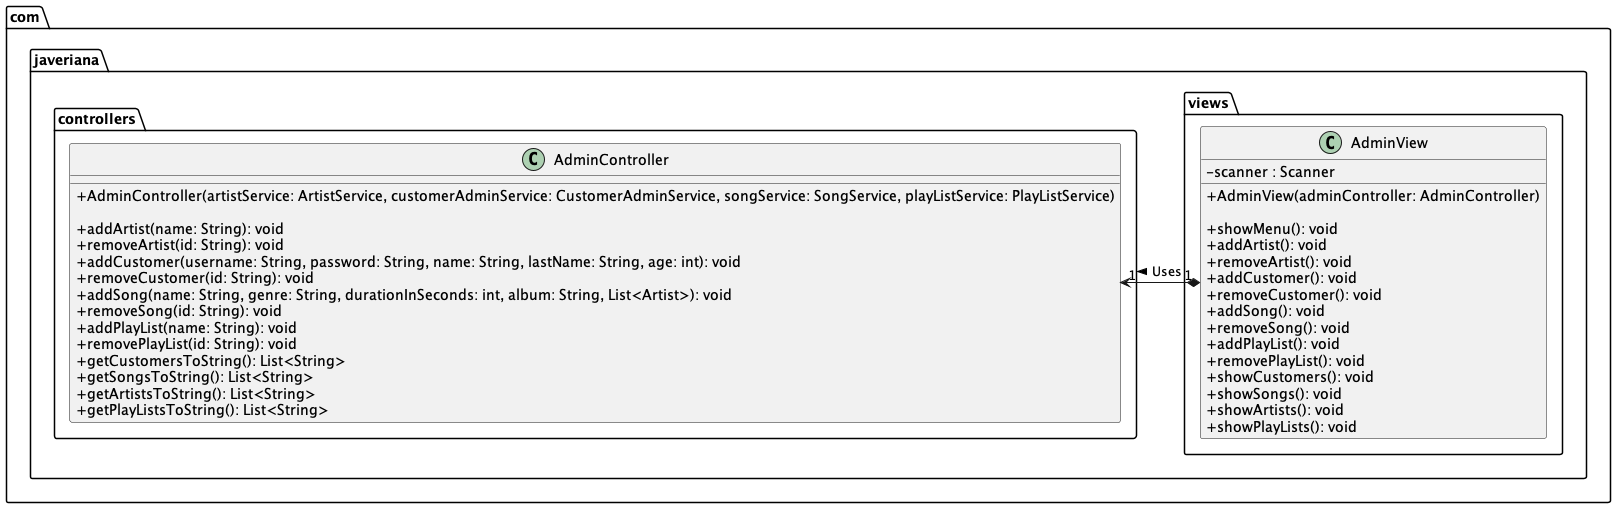 com
javeriana
controllers
C AdminController
+AdminController(artistService: ArtistService, customerAdminService: CustomerAdminService, songService: SongService, playListService: PlayListService)
+addArtist(name: String): void
+removeArtist(id: String): void
+addCustomer(username: String, password: String, name: String, lastName: String, age: int): void
+removeCustomer(id: String): void
+addSong(name: String, genre: String, durationInSeconds: int, album: String, List<Artist>): void
+removeSong(id: String): void
+addPlayList(name: String): void
+removePlayList(id: String): void
+getCustomersToString(): List<String>
+getSongsToString(): List<String>
+getArtistsToString(): List<String>
+getPlayListsToString(): List<String>
1 Uses 1
views
C AdminView
-scanner : Scanner
+AdminView(adminController: AdminController)
+showMenu(): void
+addArtist(): void
+removeArtist(): void
+addCustomer(): void
+removeCustomer(): void
+addSong(): void
+removeSong(): void
+addPlayList(): void
+removePlayList(): void
+showCustomers(): void
+showSongs(): void
+showArtists(): void
+showPlayLists(): void